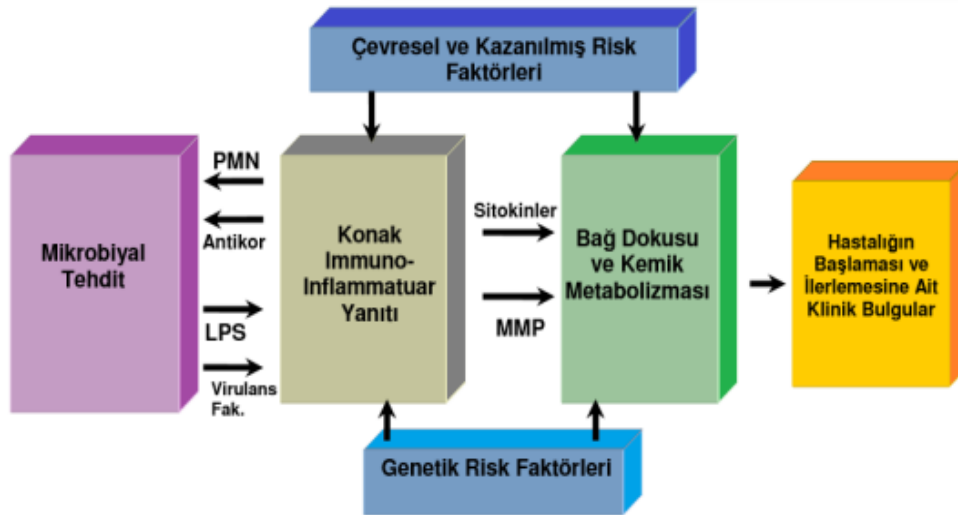 Çevresel ve Kazanılmış Risk
Faktörleri
PMN
Antikor
Mikrobiyal
Tehdit
LPS
Virulans
Fak.
Konak
Immuno-
Inflammatuar
Yanıtı
Sitokinler
MMP
Bağ Dokusu
ve Kemik
Metabolizması
Hastalığın
Başlaması ve
İlerlemesine Ait
Klinik Bulgular
Genetik Risk Faktörleri